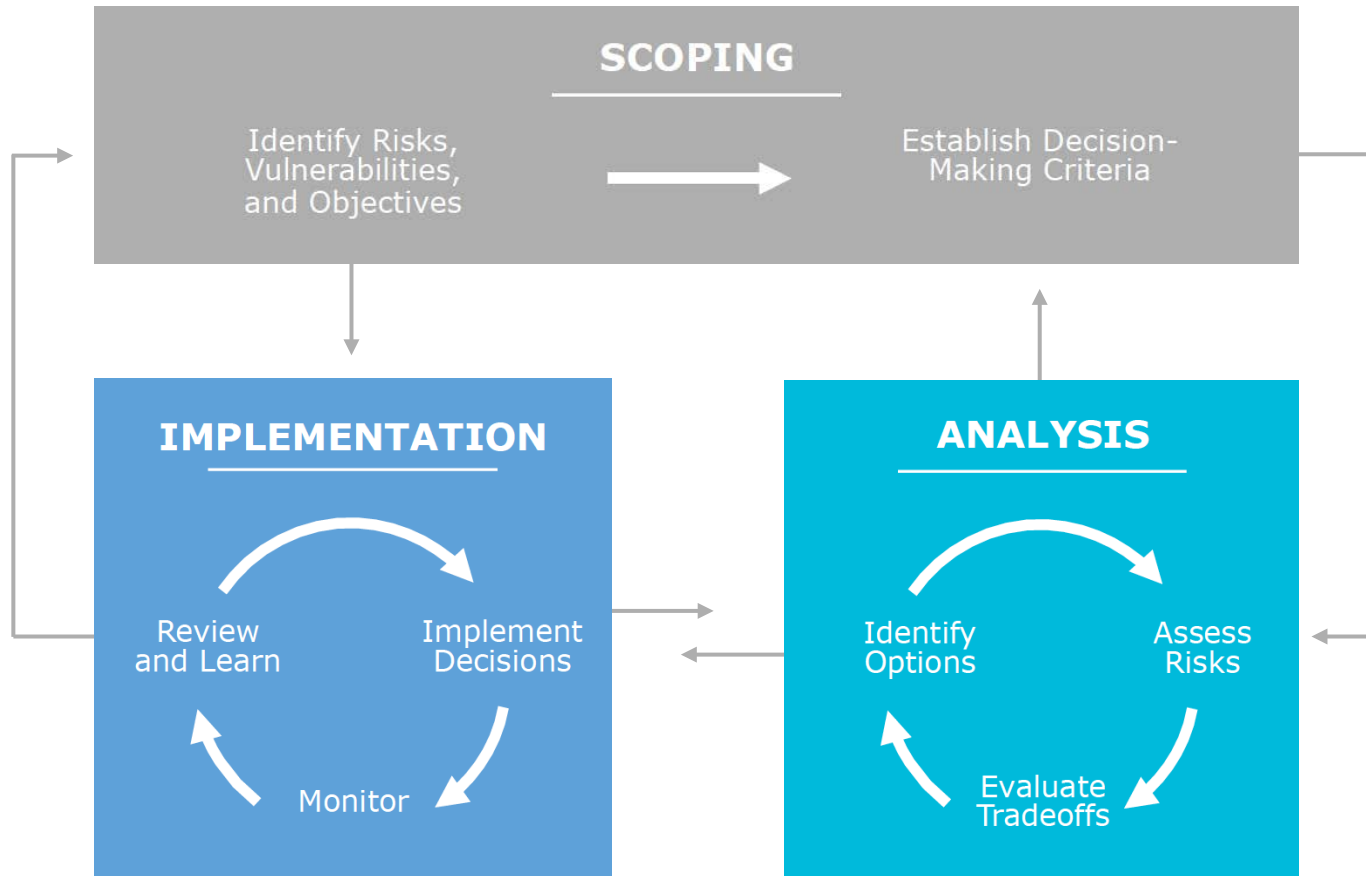 SCOPING
Identify Risks,
Vulnerabilities,
and Objectives
Establish Decision-
Making Criteria
IMPLEMENTATION
Review
and Learn
Implement
Decisions
Monitor
ANALYSIS
Identify
Options
Assess
Risks
Evaluate
Tradeoffs